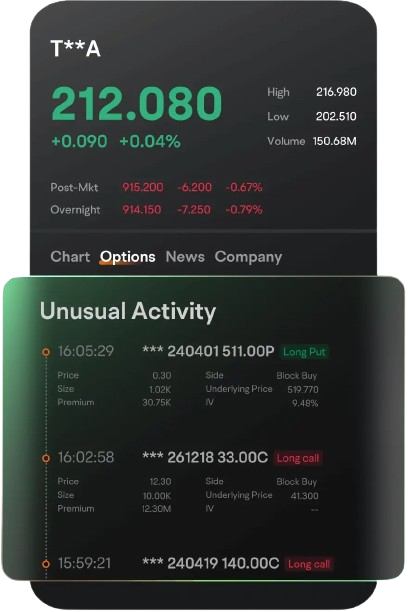 T**A
212.080
+0.090 +0.04%
High 216.980
Low 202.510
Volume 150.68M
Post-Mkt 915.200 -6.200 -0.67%
Overnight 914.150 -7.250 -0.79%
Chart Options News Company
Unusual Activity
16:05:29 *** 240401 511.00P Long Put
Price 0.30 Side Block Buy
Size 1.02K Underlying Price 519.770
Premium 30.75K IV 9.48%
16:02:58 *** 261218 33.00C Long call
Price 12.30 Side Block Buy
Size 10.00K Underlying Price 41.300
Premium 12.30M IV --
15:59:21 *** 240419 140.00C Long call